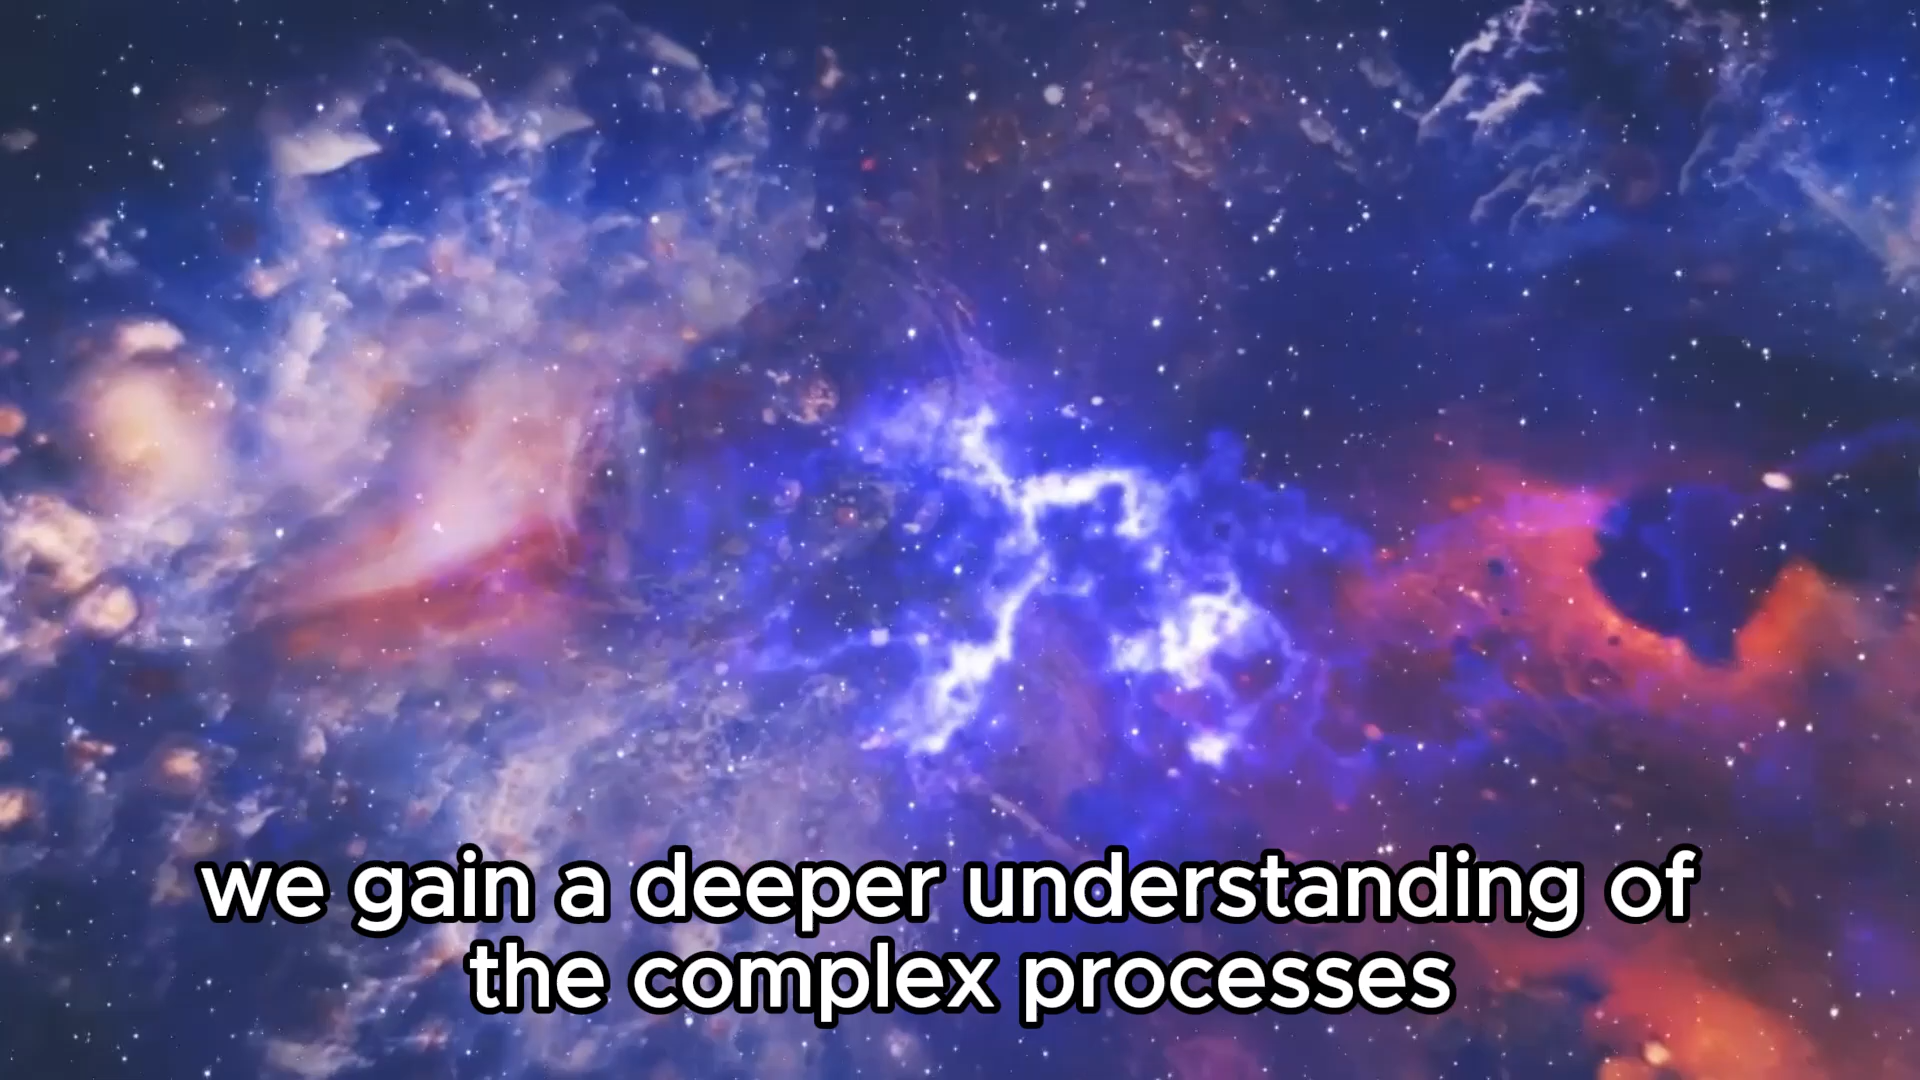 we gain a deeper understanding of
the complex processes